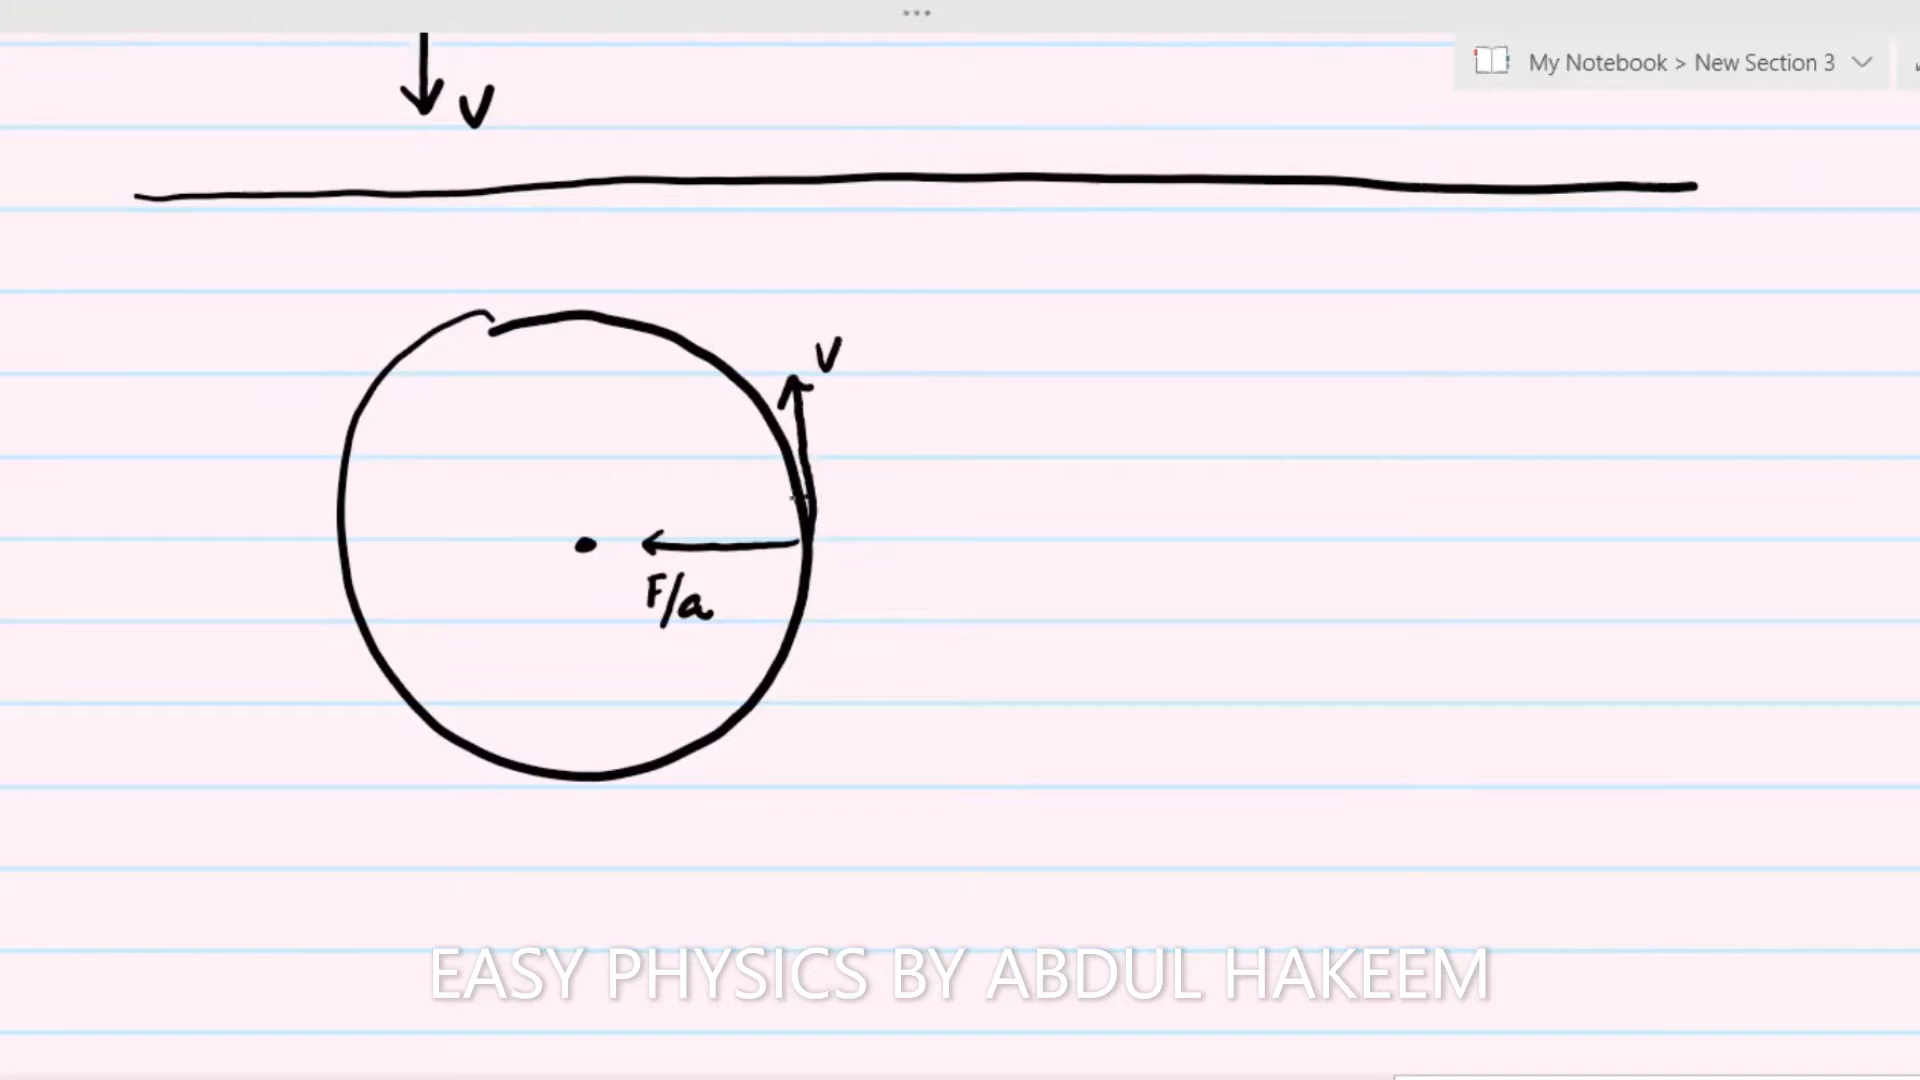 My Notebook > New Section 3
V
V
F/a
EASY PHYSICS BY ABDUL HAKEEM